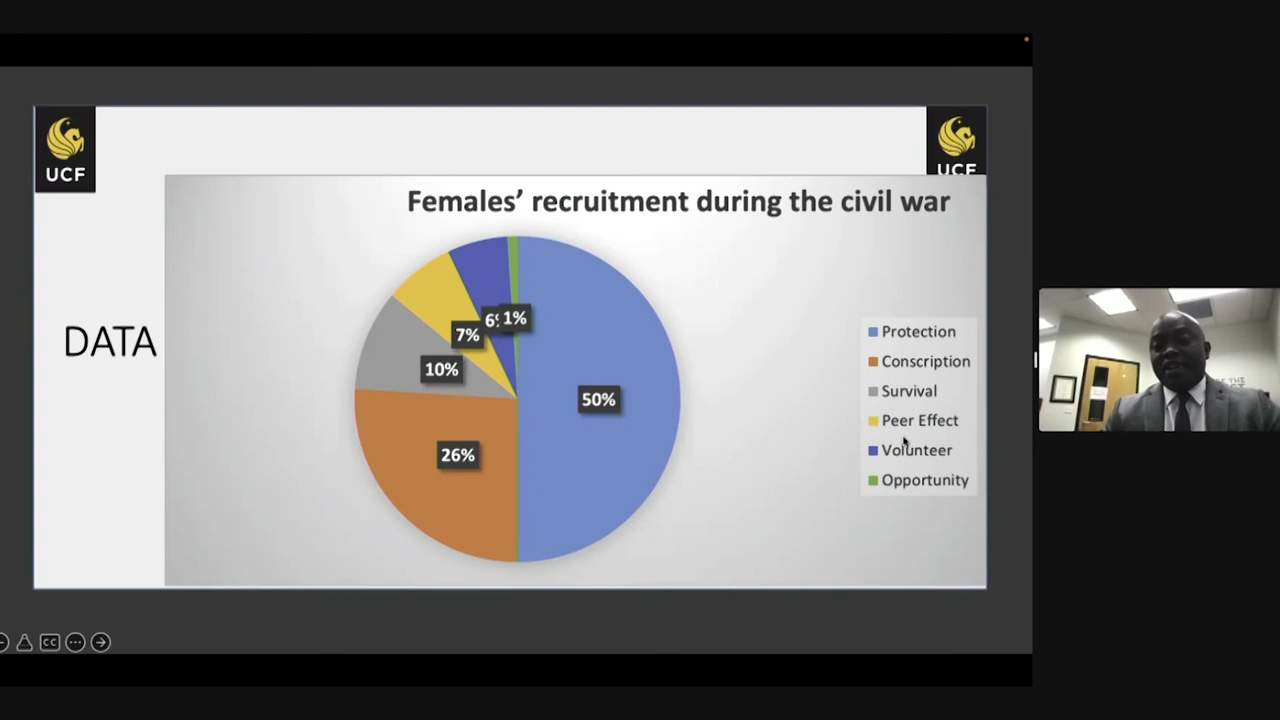 UCF
UCF
Females’ recruitment during the civil war
DATA
50%
26%
10%
7%
1%
Protection
Conscription
Survival
Peer Effect
Volunteer
Opportunity
CC